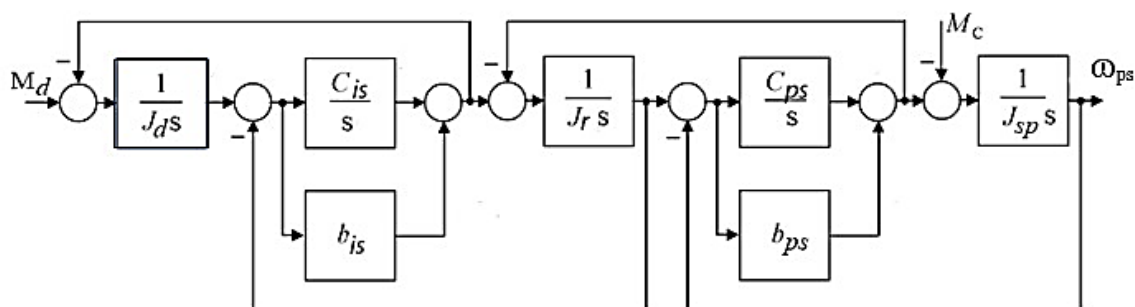 M_d
−
1
J_d s
−
C_is
s
b_is
−
1
J_r s
−
C_ps
s
b_ps
M_c
−
1
J_sp s
ω_ps